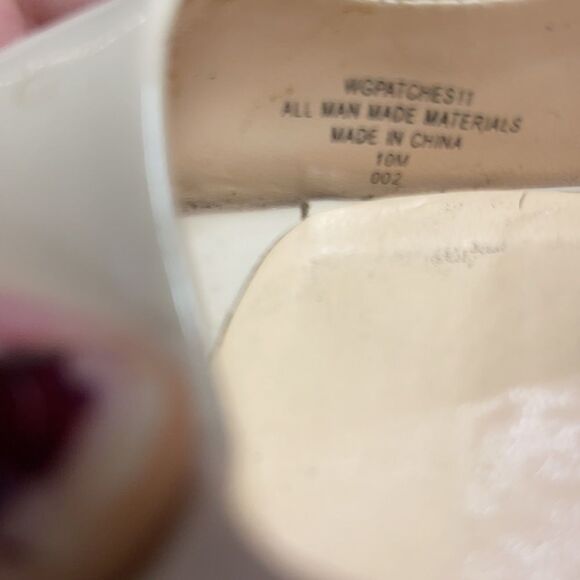 WGPATCHES11
ALL MAN MADE MATERIALS
MADE IN CHINA
10M
002